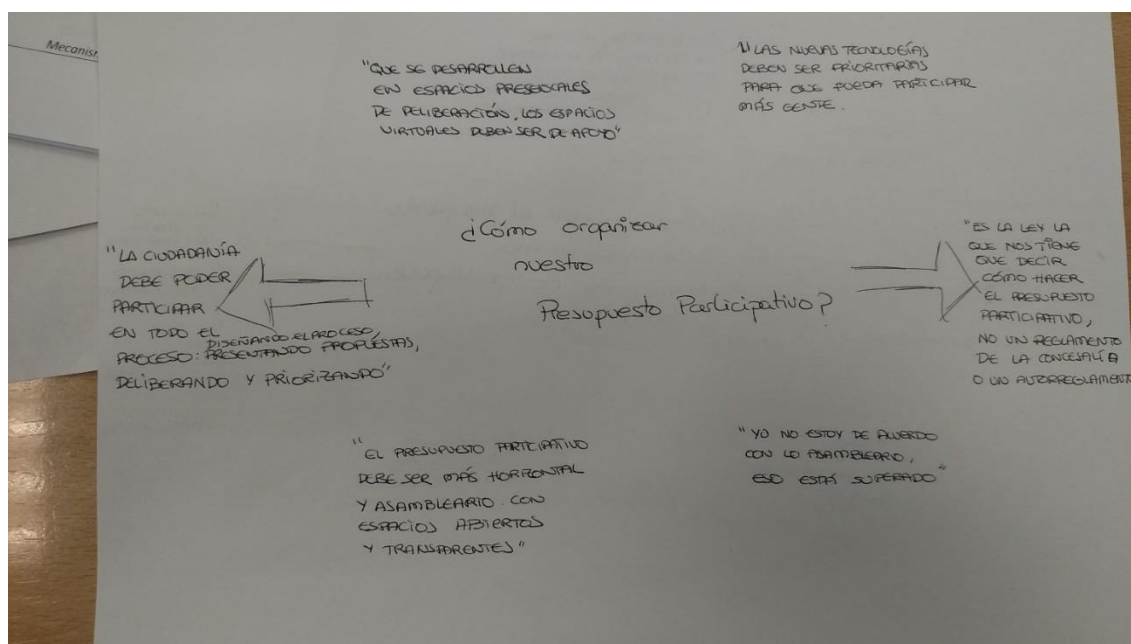 Mecanis
"QUE SE DESARROLLEN
EN ESPACIOS PRESENCIALES
DE DELIBERACIÓN, LOS ESPACIOS
VIRTUALES DEBEN SER DE APOYO"
"LAS NUEVAS TECNOLOGÍAS
DEBEN SER PRIORITARIAS
PARA QUE PUEDA PARTICIPAR
MÁS GENTE.
¿Cómo organizar
nuestro
Presupuesto Participativo?
"LA CIUDADANÍA
DEBE PODER
PARTICIPAR
EN TODO EL
DISEÑANDO EL PROCESO,
PROCESO: PRESENTANDO PROPUESTAS,
DELIBERANDO Y PRIORIZANDO"
"ES LA LEY LA
QUE NOS TIENE
QUE DECIR
CÓMO HACER
EL PRESUPUESTO
PARTICIPATIVO,
NO UN REGLAMENTO
DE LA CONCEJALÍA
O UN AUTORREGLAMENTO
"EL PRESUPUESTO PARTICIPATIVO
DEBE SER MÁS HORIZONTAL
Y ASAMBLEARIO. CON
ESPACIOS ABIERTOS
Y TRANSPARENTES"
"YO NO ESTOY DE ACUERDO
CON LO ASAMBLEARIO,
ESO ESTÁ SUPERADO"